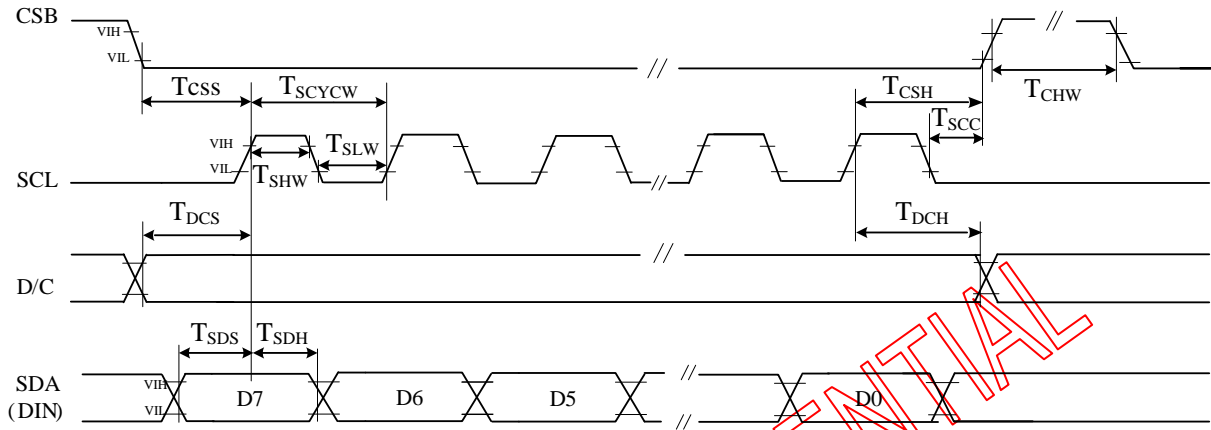 CSB
VIH
VIL
TCSS
TSCYCW
TCSH
TCHW
TSCC
VIH
VIL
TSLW
TSHW
SCL
TDCS
TDCH
D/C
TSDS
TSDH
SDA
(DIN)
VIH
VIL
D7
D6
D5
D0
ENTIAL